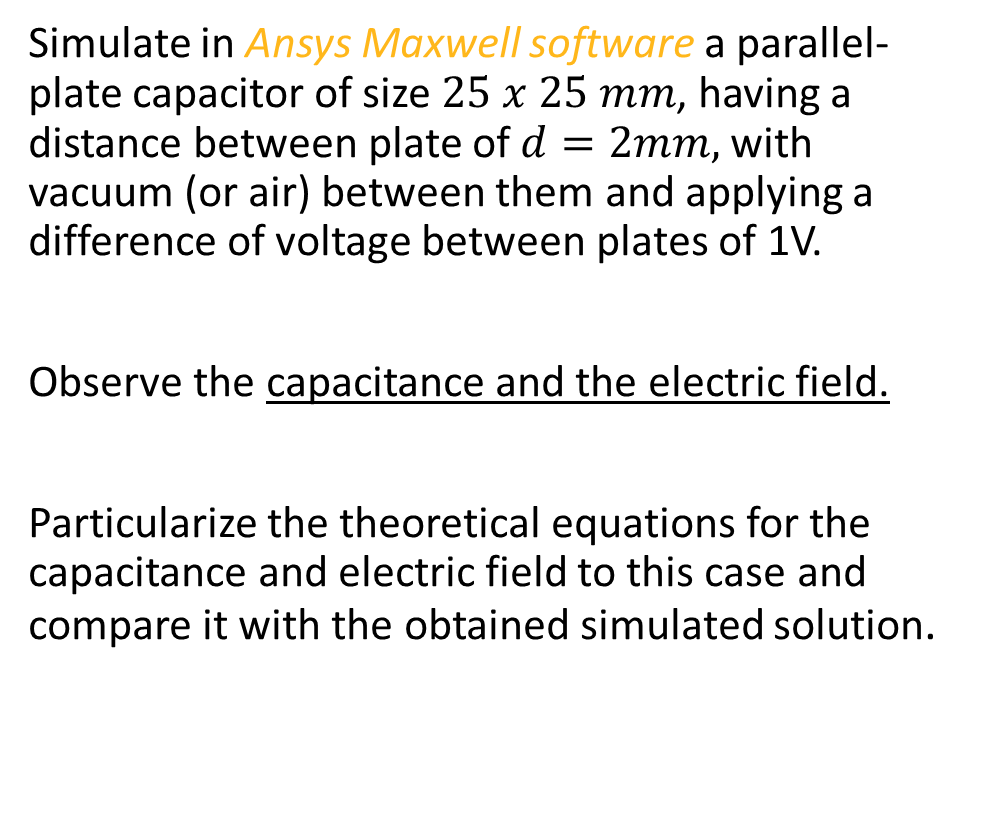 Simulate in Ansys Maxwell software a parallel-
plate capacitor of size 25 x 25 mm, having a
distance between plate of d = 2mm, with
vacuum (or air) between them and applying a
difference of voltage between plates of 1V.
Observe the capacitance and the electric field.
Particularize the theoretical equations for the
capacitance and electric field to this case and
compare it with the obtained simulated solution.